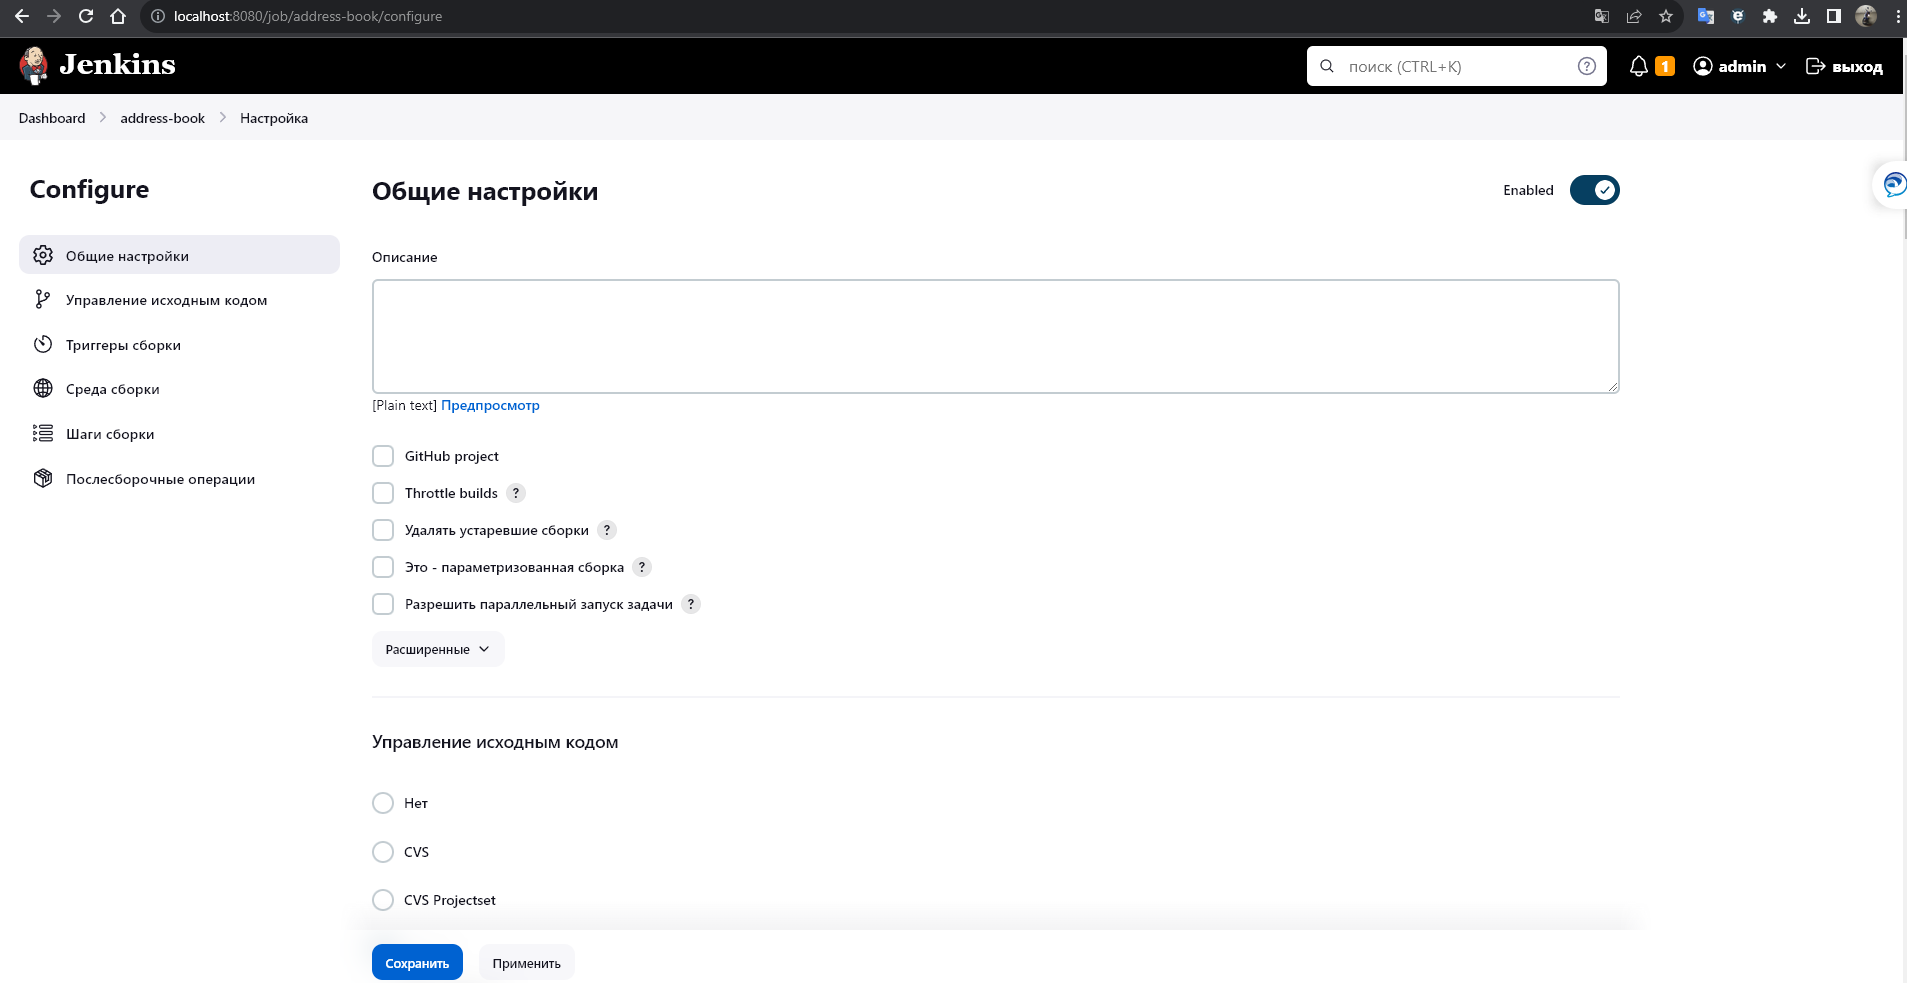 localhost:8080/job/address-book/configure
Jenkins
поиск (CTRL+K)
?
1
admin
выход
Dashboard
address-book
Настройка
Configure
Общие настройки
Управление исходным кодом
Триггеры сборки
Среда сборки
Шаги сборки
Послесборочные операции
Общие настройки
Enabled
Описание
[Plain text] Предпросмотр
GitHub project
Throttle builds ?
Удалять устаревшие сборки ?
Это - параметризованная сборка ?
Разрешить параллельный запуск задачи ?
Расширенные
Управление исходным кодом
Нет
CVS
CVS Projectset
Сохранить
Применить